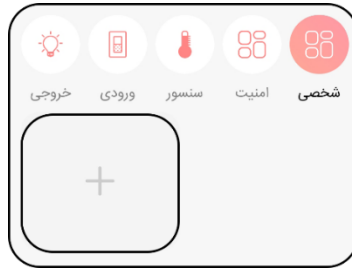 شخصی
امنیت
سنسور
ورودی
خروجی